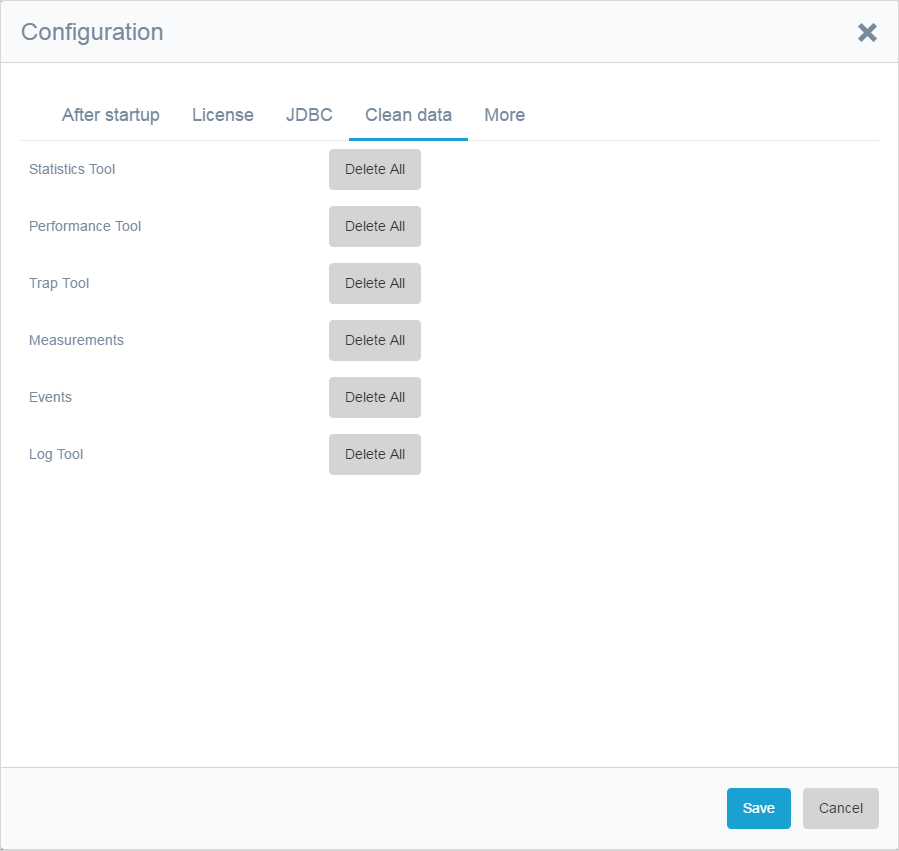 Configuration
After startup License JDBC Clean data More
Statistics Tool Delete All
Performance Tool Delete All
Trap Tool Delete All
Measurements Delete All
Events Delete All
Log Tool Delete All
Save Cancel